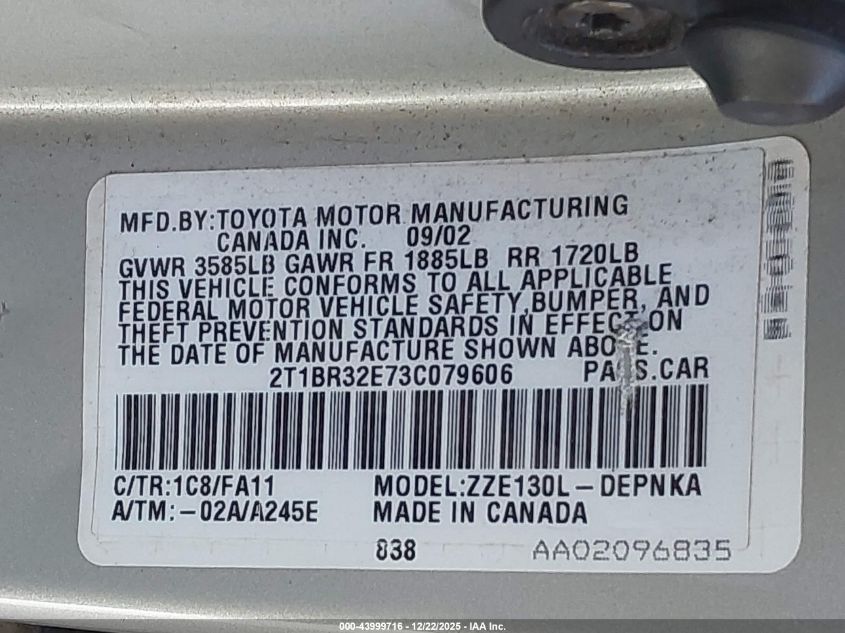 MFD.BY:TOYOTA MOTOR MANUFACTURING
CANADA INC. 09/02
GVWR 3585LB GAWR FR 1885LB RR 1720LB
THIS VEHICLE CONFORMS TO ALL APPLICABLE
FEDERAL MOTOR VEHICLE SAFETY,BUMPER, AND
THEFT PREVENTION STANDARDS IN EFFECT ON
THE DATE OF MANUFACTURE SHOWN ABOVE.
2T1BR32E73C079606 PASS.CAR
C/TR:1C8/FA11 MODEL:ZZE130L-DEPNKA
A/TM:-02A/A245E MADE IN CANADA
838 AA02096835
000-43999716 - 12/22/2025 - IAA Inc.